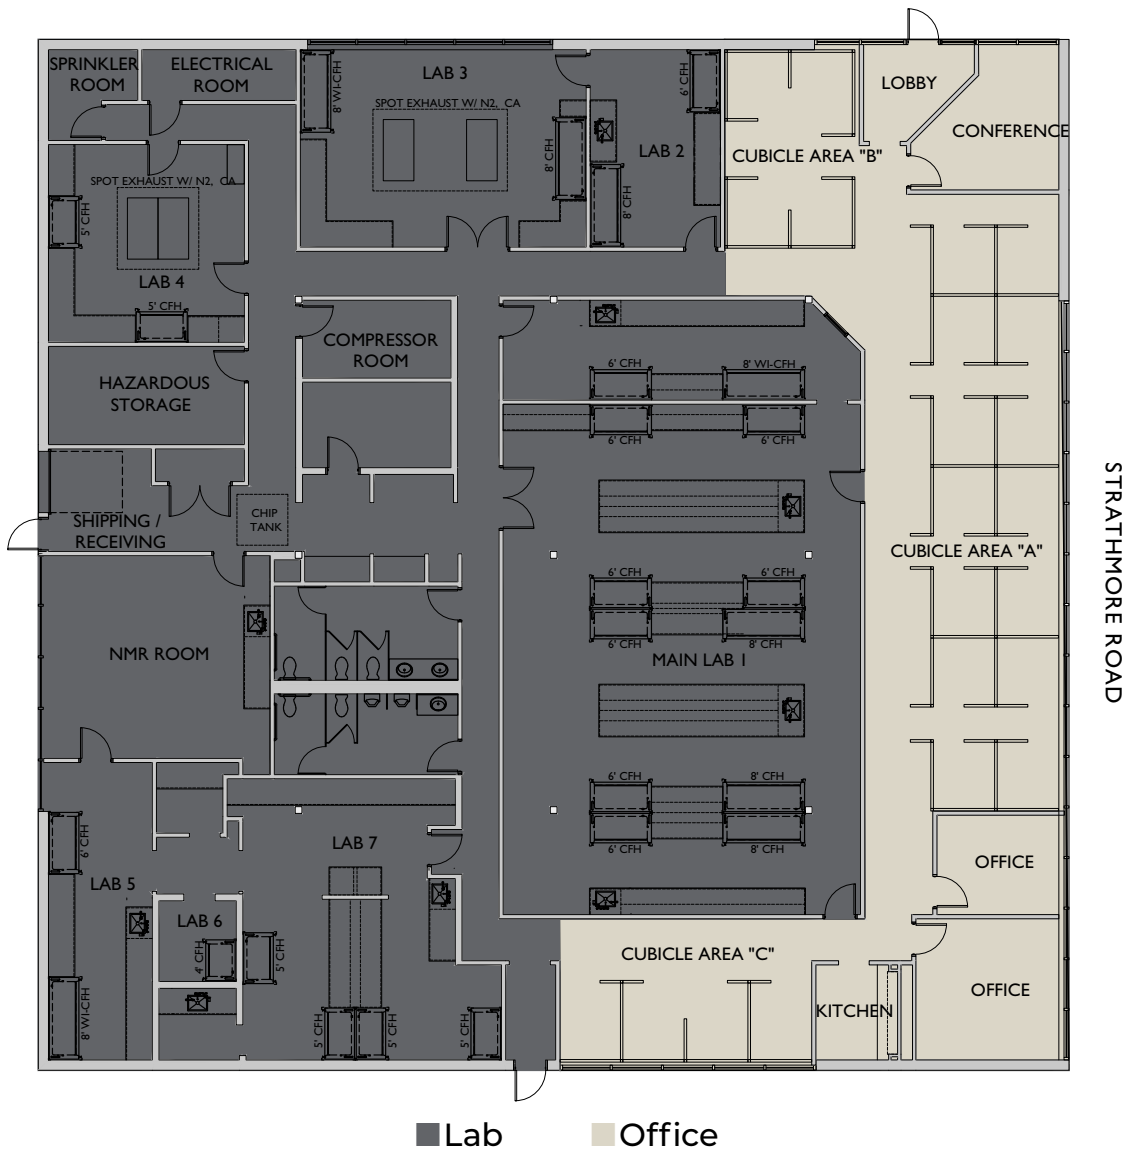 SPRINKLER
ROOM
ELECTRICAL
ROOM
8' WI-CFH
LAB 3
SPOT EXHAUST W/ N2, CA
8' CFH
6' CFH
LAB 2
8' CFH
LOBBY
CONFERENCE
CUBICLE AREA "B"
SPOT EXHAUST W/ N2, CA
5' CFH
LAB 4
5' CFH
COMPRESSOR
ROOM
HAZARDOUS
STORAGE
6' CFH
8' WI-CFH
6' CFH
6' CFH
CHIP
TANK
SHIPPING /
RECEIVING
CUBICLE AREA "A"
STRATHMORE ROAD
6' CFH
6' CFH
6' CFH
8' CFH
NMR ROOM
MAIN LAB 1
6' CFH
8' CFH
6' CFH
8' CFH
6' CFH
LAB 7
LAB 5
OFFICE
LAB 6
4' CFH
5' CFH
CUBICLE AREA "C"
OFFICE
KITCHEN
8' WI-CFH
5' CFH
5' CFH
5' CFH
Lab
Office